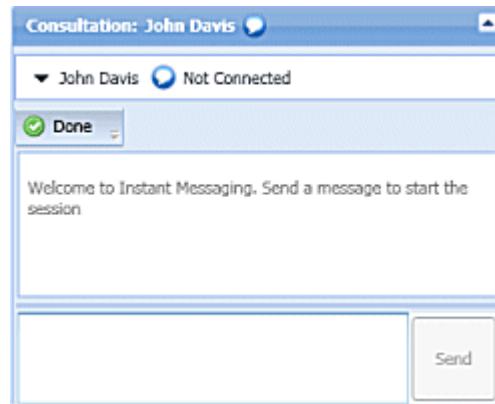 Consultation: John Davis
John Davis Not Connected
Done
Welcome to Instant Messaging. Send a message to start the
session
Send